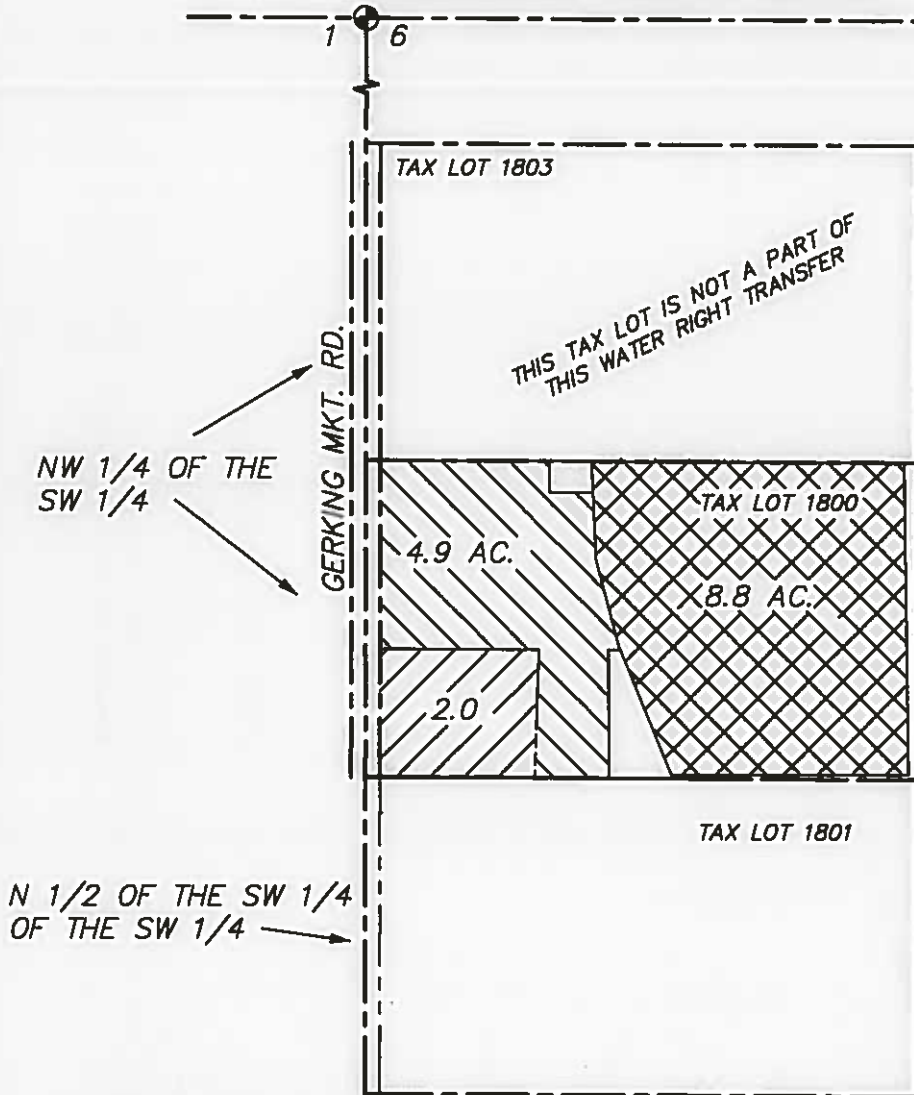 1 6
TAX LOT 1803
THIS TAX LOT IS NOT A PART OF
THIS WATER RIGHT TRANSFER
GERKING MKT. RD.
NW 1/4 OF THE
SW 1/4
TAX LOT 1800
4.9 AC.
8.8 AC.
2.0
TAX LOT 1801
N 1/2 OF THE SW 1/4
OF THE SW 1/4